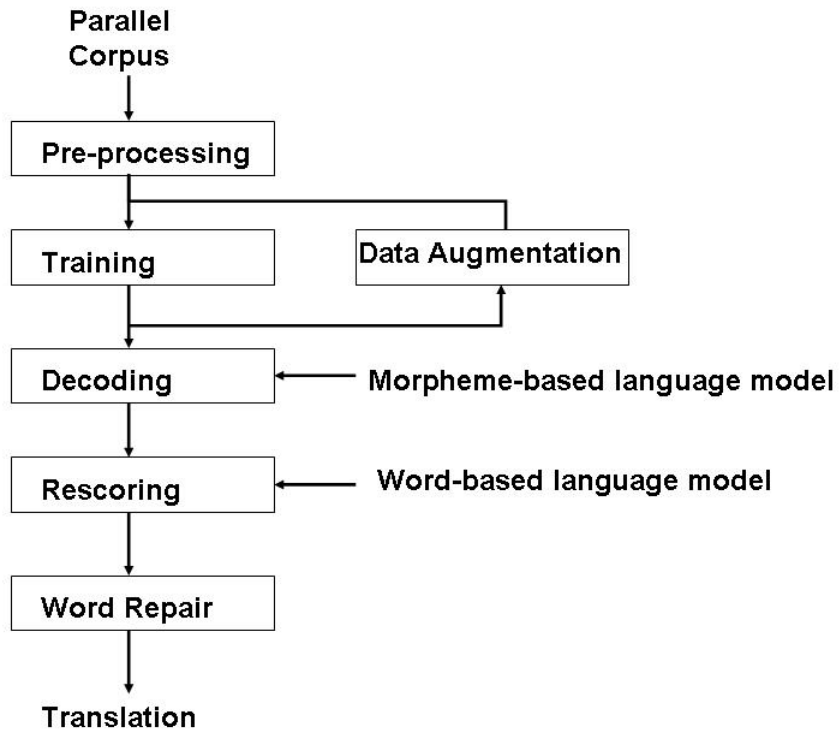 Parallel
Corpus
Pre-processing
Training
Data Augmentation
Decoding
Morpheme-based language model
Rescoring
Word-based language model
Word Repair
Translation